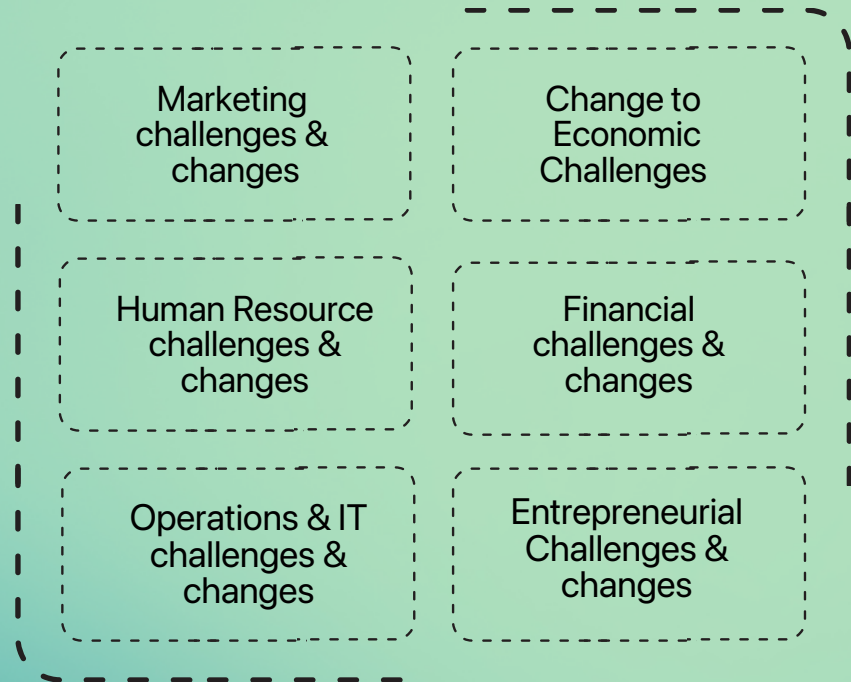 Marketing
challenges &
changes
Change to
Economic
Challenges
Human Resource
challenges &
changes
Financial
challenges &
changes
Operations & IT
challenges &
changes
Entrepreneurial
Challenges &
changes